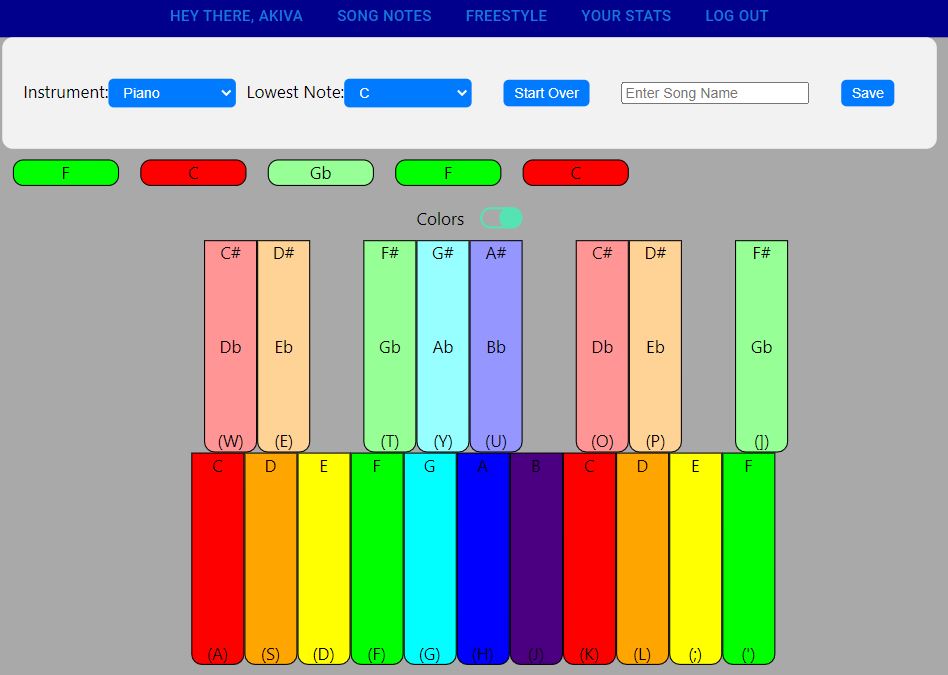 HEY THERE, AKIVA SONG NOTES FREESTYLE YOUR STATS LOG OUT
Instrument: Piano Lowest Note: C Start Over Enter Song Name Save
F C Gb F C
Colors
C# D# F# G# A# C# D# F#
Db Eb Gb Ab Bb Db Eb Gb
(W) (E) (T) (Y) (U) (O) (P) (])
C D E F G A B C D E F
(A) (S) (D) (F) (G) (H) (J) (K) (L) (;) (')